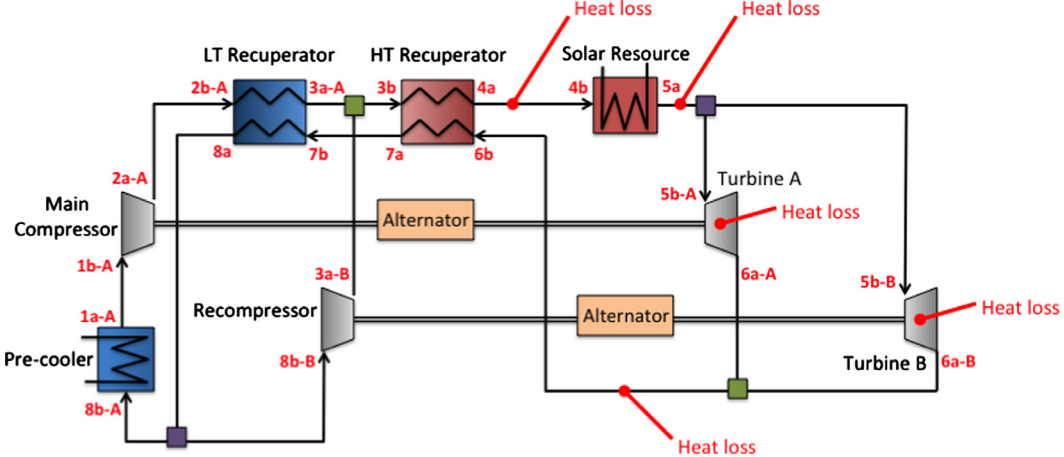 Heat loss
Heat loss
LT Recuperator
HT Recuperator
Solar Resource
2b-A
3a-A
3b
4a
4b
5a
8a
7b
7a
6b
2a-A
Turbine A
5b-A
Main
Compressor
Alternator
Heat loss
1b-A
3a-B
6a-A
5b-B
1a-A
Recompressor
Alternator
Heat loss
Pre-cooler
8b-B
Turbine B
6a-B
8b-A
Heat loss